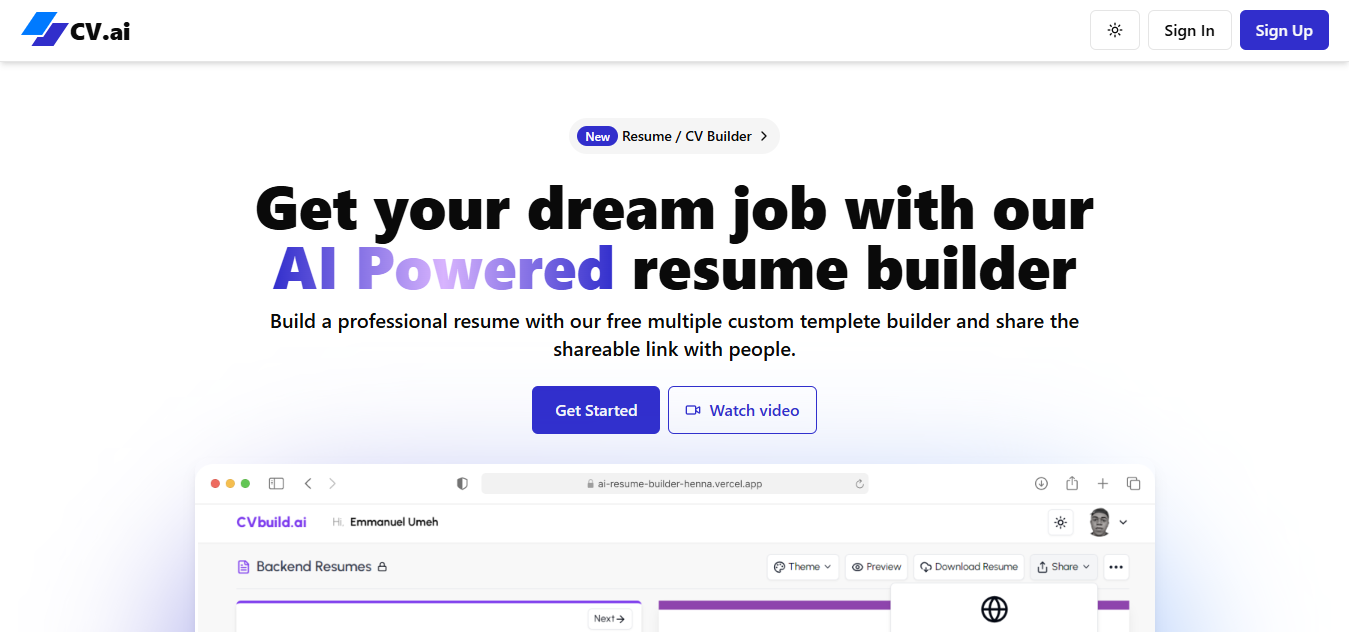 CV.ai
Sign In
Sign Up
New Resume / CV Builder
Get your dream job with our
AI Powered resume builder
Build a professional resume with our free multiple custom templete builder and share the
shareable link with people.
Get Started
Watch video
ai-resume-builder-henna.vercel.app
CVbuild.ai
Hi, Emmanuel Umeh
Backend Resumes
Theme
Preview
Download Resume
Share
Next